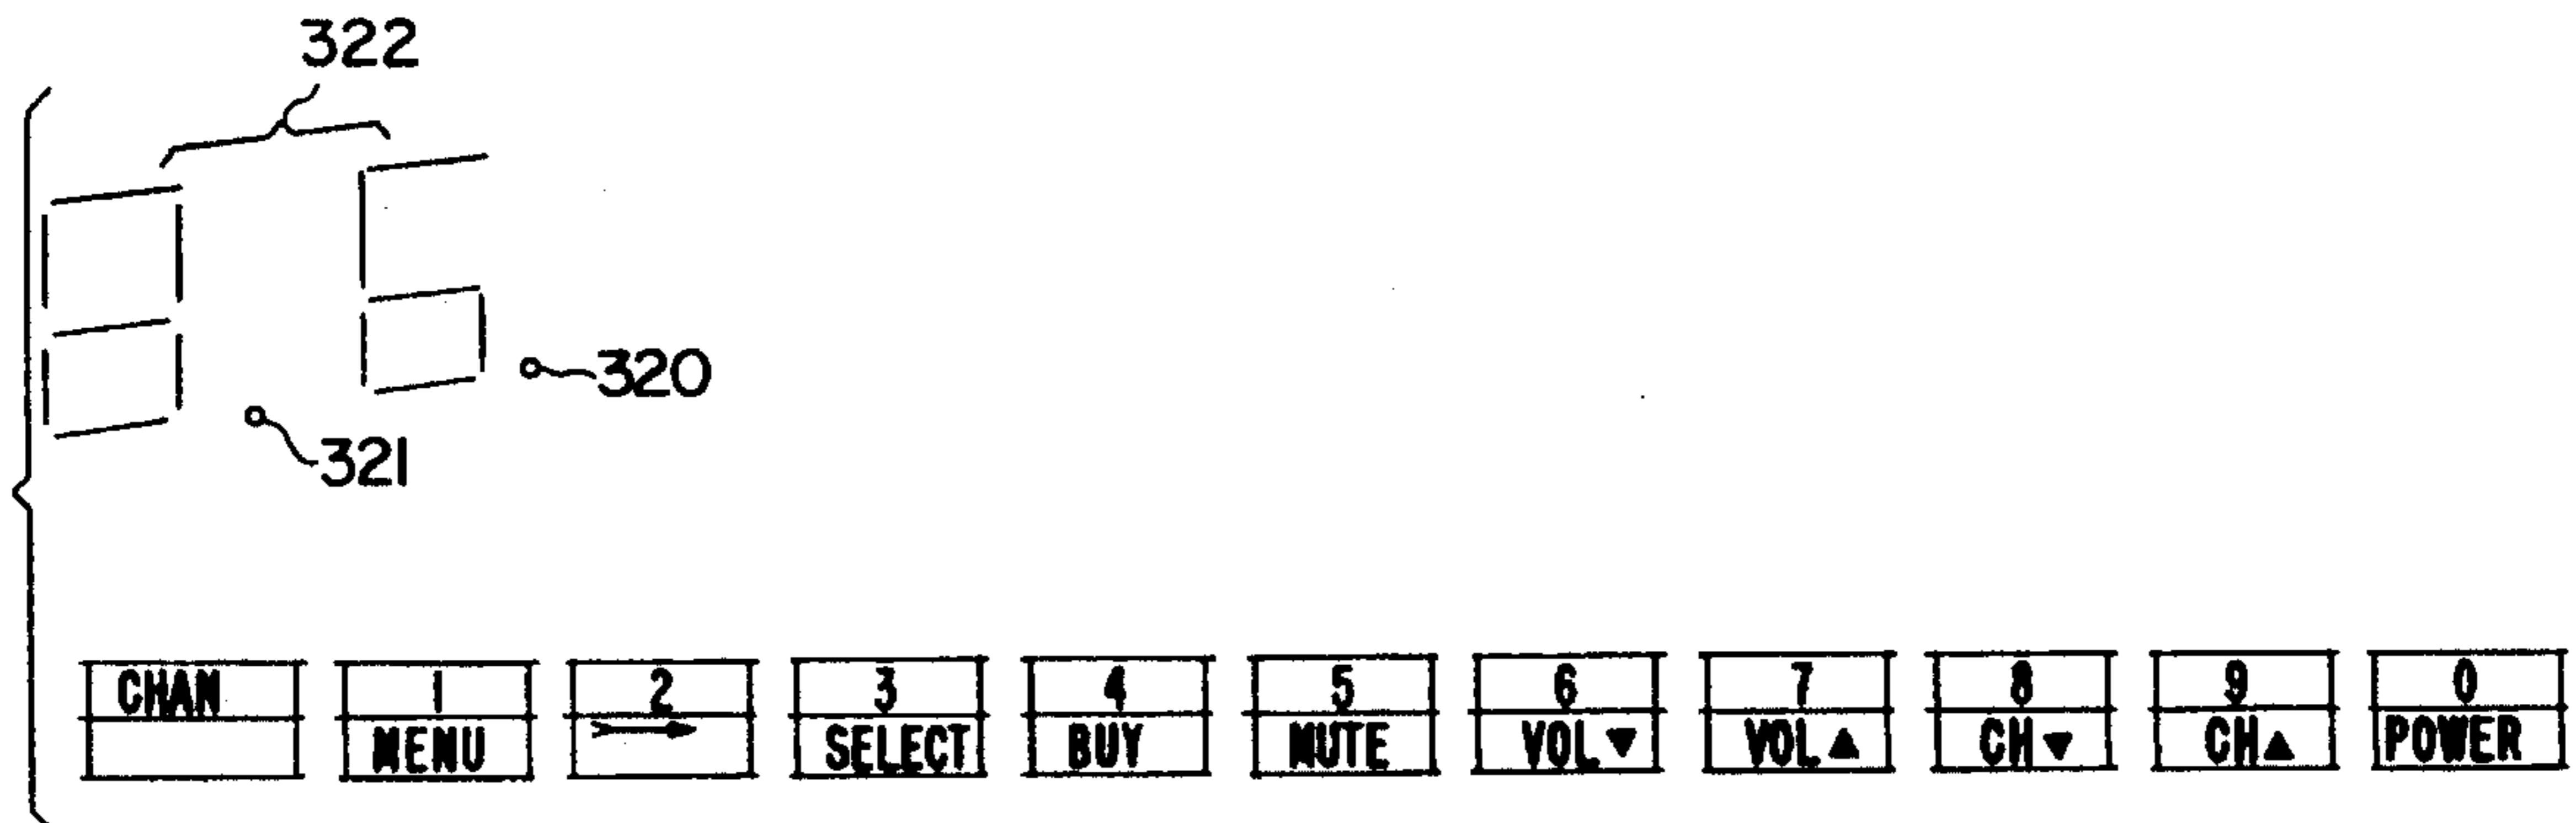 322
86
320
321
CHAN 1 2 3 4 5 6 7 8 9 0
MENU SELECT BUY MUTE VOL▼ VOL▲ CH▼ CH▲ POWER